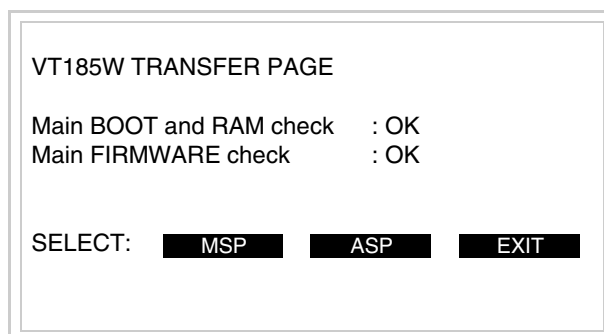 VT185W TRANSFER PAGE
Main BOOT and RAM check : OK
Main FIRMWARE check : OK
SELECT: MSP ASP EXIT